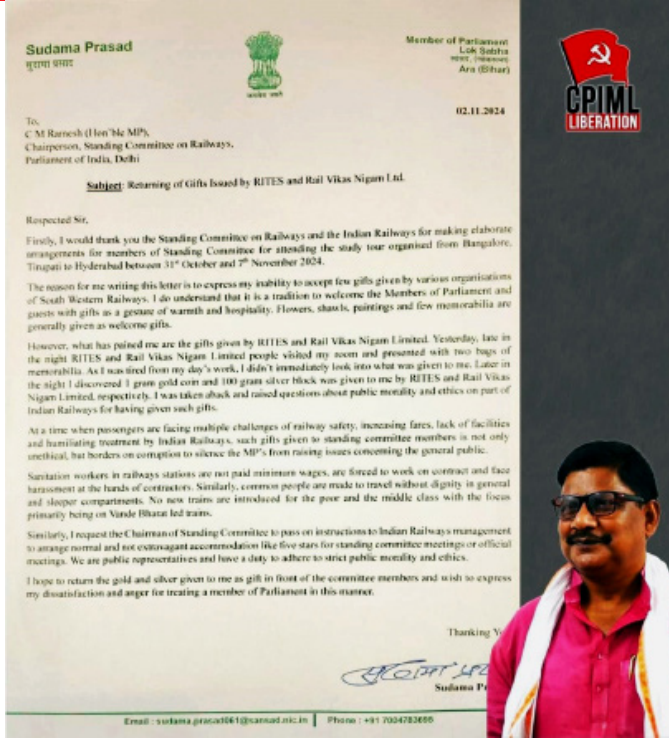 Sudama Prasad
सुदामा प्रसाद
सत्यमेव जयते
Member of Parliament
Lok Sabha
सांसद, (लोकसभा)
Ara (Bihar)
CPIML
LIBERATION
02.11.2024
To,
C M Ramesh (Hon'ble MP),
Chairperson, Standing Committee on Railways,
Parliament of India, Delhi
Subject: Returning of Gifts Issued by RITES and Rail Vikas Nigam Ltd.
Respected Sir,
Firstly, I would thank you the Standing Committee on Railways and the Indian Railways for making elaborate
arrangements for members of Standing Committee for attending the study tour organised from Bangalore,
Tirupati to Hyderabad between 31st October and 7th November 2024.
The reason for me writing this letter is to express my inability to accept few gifts given by various organisations
of South Western Railways. I do understand that it is a tradition to welcome the Members of Parliament and
guests with gifts as a gesture of warmth and hospitality. Flowers, shawls, paintings and few memorabilia are
generally given as welcome gifts.
However, what has pained me are the gifts given by RITES and Rail Vikas Nigam Limited. Yesterday, late in
the night RITES and Rail Vikas Nigam Limited people visited my room and presented with two bags of
memorabilia. As I was tired from my day's work, I didn't immediately look into what was given to me. Later in
the night I discovered 1 gram gold coin and 100 gram silver block was given to me by RITES and Rail Vikas
Nigam Limited, respectively. I was taken aback and raised questions about public morality and ethics on part of
Indian Railways for having given such gifts.
At a time when passengers are facing multiple challenges of railway safety, increasing fares, lack of facilities
and humiliating treatment by Indian Railways, such gifts given to standing committee members is not only
unethical, but borders on corruption to silence the MP's from raising issues concerning the general public.
Sanitation workers in railways stations are not paid minimum wages, are forced to work on contract and face
harassment at the hands of contractors. Similarly, common people are made to travel without dignity in general
and sleeper compartments. No new trains are introduced for the poor and the middle class with the focus
primarily being on Vande Bharat led trains.
Similarly, I request the Chairman of Standing Committee to pass on instructions to Indian Railways management
to arrange normal and not extravagant accommodation like five stars for standing committee meetings or official
meetings. We are public representatives and have a duty to adhere to strict public morality and ethics.
I hope to return the gold and silver given to me as gift in front of the committee members and wish to express
my dissatisfaction and anger for treating a member of Parliament in this manner.
Thanking Y
सुदामा प्र
Sudama P
Email : sudama.prasad061@sansad.nic.in | Phone : +91 7004783696